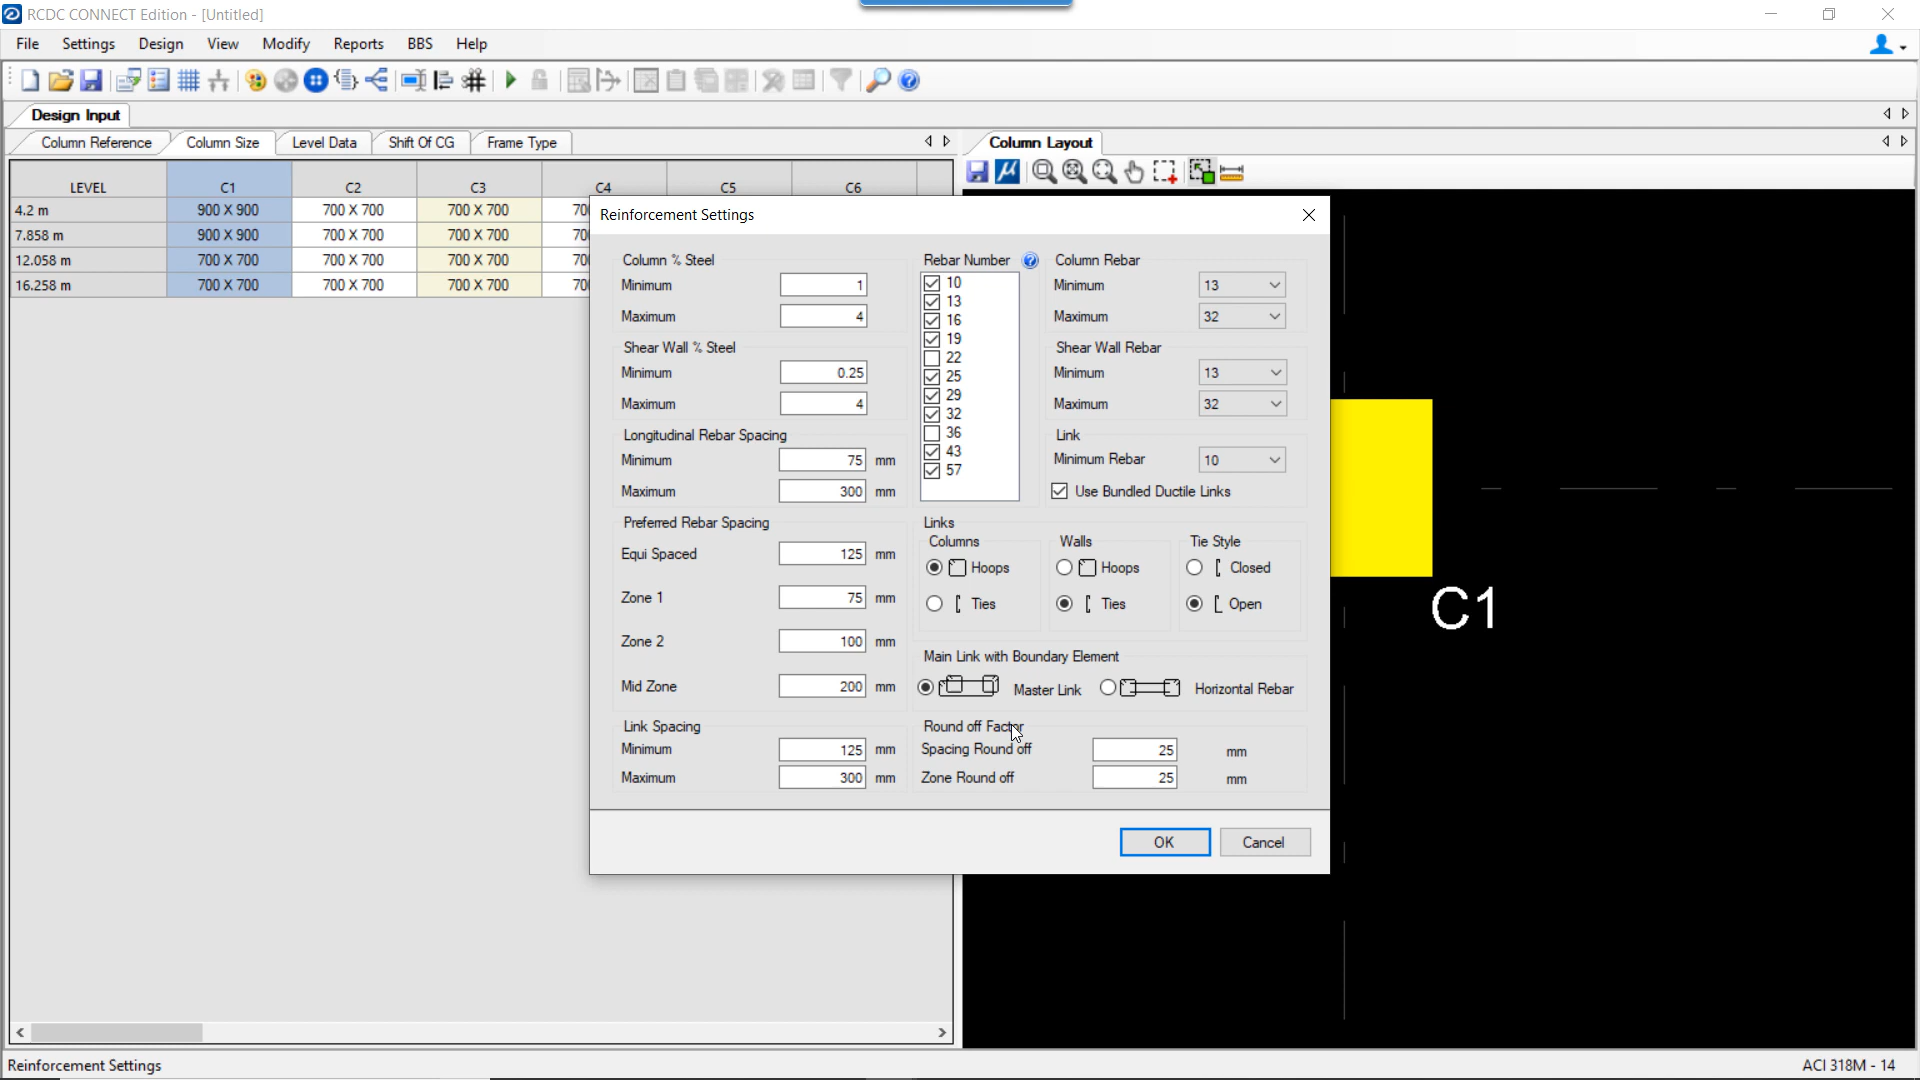 RCDC CONNECT Edition - [Untitled]
File Settings Design View Modify Reports BBS Help
Design Input
Column Reference Column Size Level Data Shift Of CG Frame Type
Column Layout
LEVEL C1 C2 C3 C4 C5 C6
4.2 m 900 X 900 700 X 700 700 X 700 70
7.858 m 900 X 900 700 X 700 700 X 700 70
12.058 m 700 X 700 700 X 700 700 X 700 70
16.258 m 700 X 700 700 X 700 700 X 700 70
Reinforcement Settings
Column % Steel
Minimum 1
Maximum 4
Shear Wall % Steel
Minimum 0.25
Maximum 4
Longitudinal Rebar Spacing
Minimum 75 mm
Maximum 300 mm
Preferred Rebar Spacing
Equi Spaced 125 mm
Zone 1 75 mm
Zone 2 100 mm
Mid Zone 200 mm
Link Spacing
Minimum 125 mm
Maximum 300 mm
Rebar Number
10
13
16
19
22
25
29
32
36
43
57
Column Rebar
Minimum 13
Maximum 32
Shear Wall Rebar
Minimum 13
Maximum 32
Link
Minimum Rebar 10
Use Bundled Ductile Links
Links
Columns Walls Tie Style
Hoops Hoops Closed
Ties Ties Open
Main Link with Boundary Element
Master Link Horizontal Rebar
Round off Factor
Spacing Round off 25 mm
Zone Round off 25 mm
OK Cancel
C1
Reinforcement Settings
ACI 318M - 14